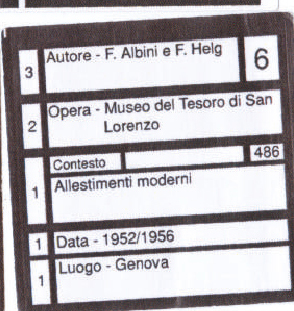 3 Autore - F. Albini e F. Helg 6
2 Opera - Museo del Tesoro di San
Lorenzo
Contesto 486
1 Allestimenti moderni
1 Data - 1952/1956
1 Luogo - Genova